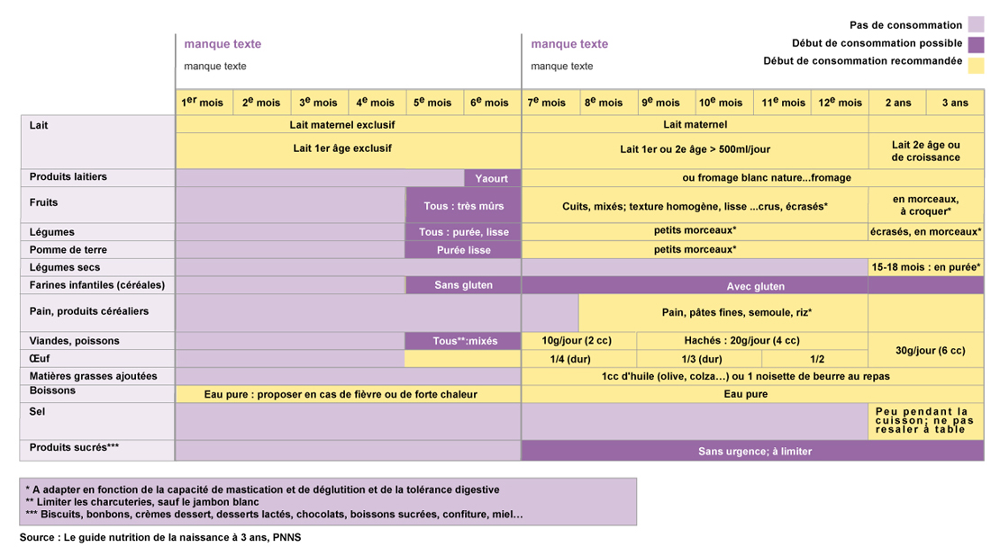 Pas de consommation
Début de consommation possible
Début de consommation recommandée
manque texte
manque texte
manque texte
manque texte
1er mois
2e mois
3e mois
4e mois
5e mois
6e mois
7e mois
8e mois
9e mois
10e mois
11e mois
12e mois
2 ans
3 ans
Lait
Lait maternel exclusif
Lait maternel
Lait 1er âge exclusif
Lait 1er ou 2e âge > 500ml/jour
Lait 2e âge ou
de croissance
Produits laitiers
Yaourt
ou fromage blanc nature...fromage
Fruits
Tous : très mûrs
Cuits, mixés; texture homogène, lisse ...crus, écrasés*
en morceaux,
à croquer*
Légumes
Tous : purée, lisse
petits morceaux*
écrasés, en morceaux*
Pomme de terre
Purée lisse
petits morceaux*
Légumes secs
15-18 mois : en purée*
Farines infantiles (céréales)
Sans gluten
Avec gluten
Pain, produits céréaliers
Pain, pâtes fines, semoule, riz*
Viandes, poissons
Tous**:mixés
10g/jour (2 cc)
Hachés : 20g/jour (4 cc)
30g/jour (6 cc)
Œuf
1/4 (dur)
1/3 (dur)
1/2
Matières grasses ajoutées
1cc d'huile (olive, colza...) ou 1 noisette de beurre au repas
Boissons
Eau pure : proposer en cas de fièvre ou de forte chaleur
Eau pure
Sel
Peu pendant la
cuisson; ne pas
resaler à table
Produits sucrés***
Sans urgence; à limiter
* A adapter en fonction de la capacité de mastication et de déglutition et de la tolérance digestive
** Limiter les charcuteries, sauf le jambon blanc
*** Biscuits, bonbons, crèmes dessert, desserts lactés, chocolats, boissons sucrées, confiture, miel...
Source : Le guide nutrition de la naissance à 3 ans, PNNS